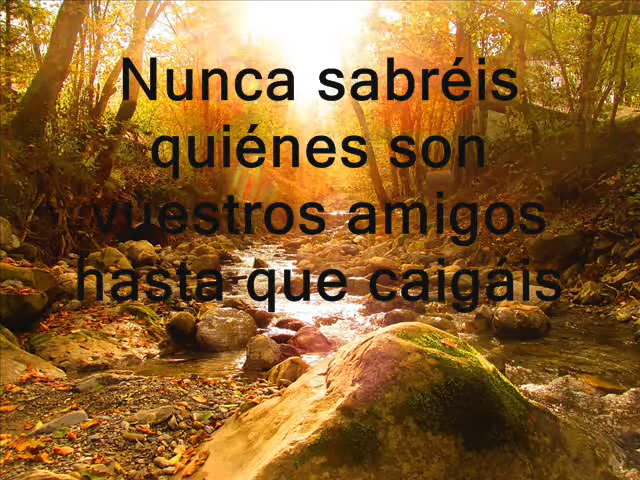 Nunca sabréis
quiénes son
vuestros amigos
hasta que caigáis